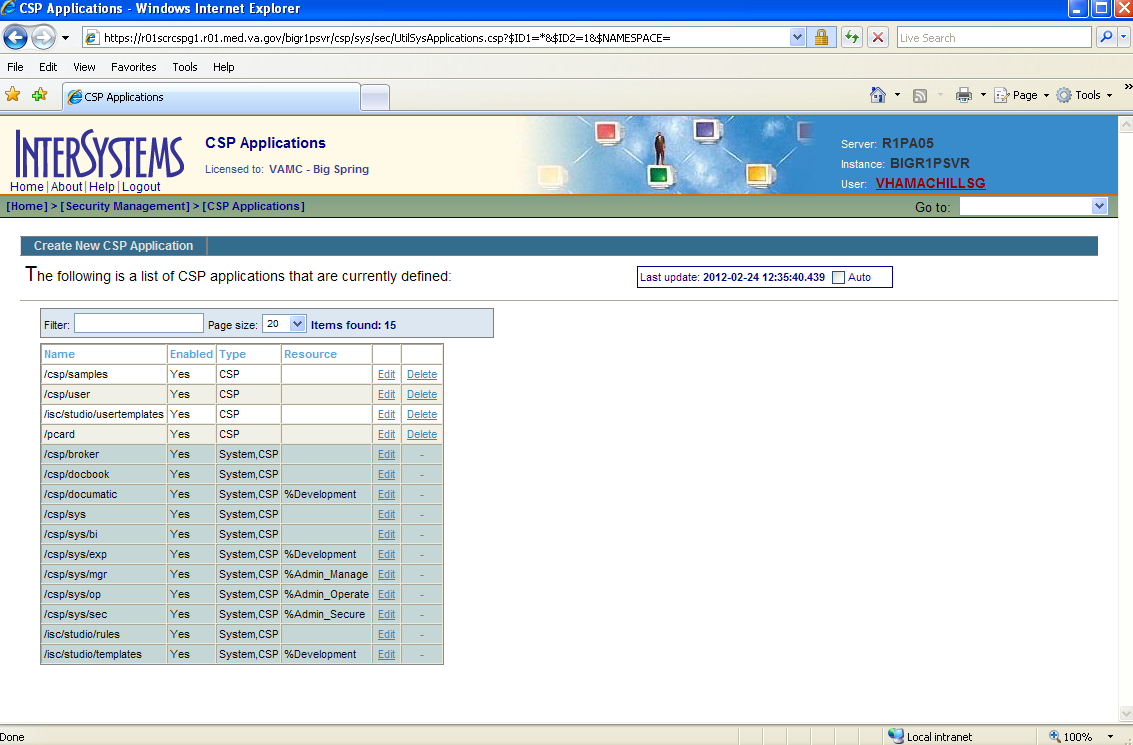 CSP Applications - Windows Internet Explorer
https://r01scrcspg1.r01.med.va.gov/bigr1psvr/csp/sys/sec/UtilSysApplications.csp?$ID1=*&$ID2=1&$NAMESPACE=
Live Search
File Edit View Favorites Tools Help
CSP Applications
Page Tools
INTERSYSTEMS
CSP Applications
Licensed to: VAMC - Big Spring
Server: R1PA05
Instance: BIGR1PSVR
User: VHAMACHILLSG
Home | About | Help | Logout
[Home] > [Security Management] > [CSP Applications]
Go to:
Create New CSP Application
The following is a list of CSP applications that are currently defined:
Last update: 2012-02-24 12:35:40.439 Auto
Filter: Page size: 20 Items found: 15
Name Enabled Type Resource
/csp/samples Yes CSP Edit Delete
/csp/user Yes CSP Edit Delete
/isc/studio/usertemplates Yes CSP Edit Delete
/pcard Yes CSP Edit Delete
/csp/broker Yes System,CSP Edit -
/csp/docbook Yes System,CSP Edit -
/csp/documatic Yes System,CSP %Development Edit -
/csp/sys Yes System,CSP Edit -
/csp/sys/bi Yes System,CSP Edit -
/csp/sys/exp Yes System,CSP %Development Edit -
/csp/sys/mgr Yes System,CSP %Admin_Manage Edit -
/csp/sys/op Yes System,CSP %Admin_Operate Edit -
/csp/sys/sec Yes System,CSP %Admin_Secure Edit -
/isc/studio/rules Yes System,CSP Edit -
/isc/studio/templates Yes System,CSP %Development Edit -
Done
Local intranet
100%